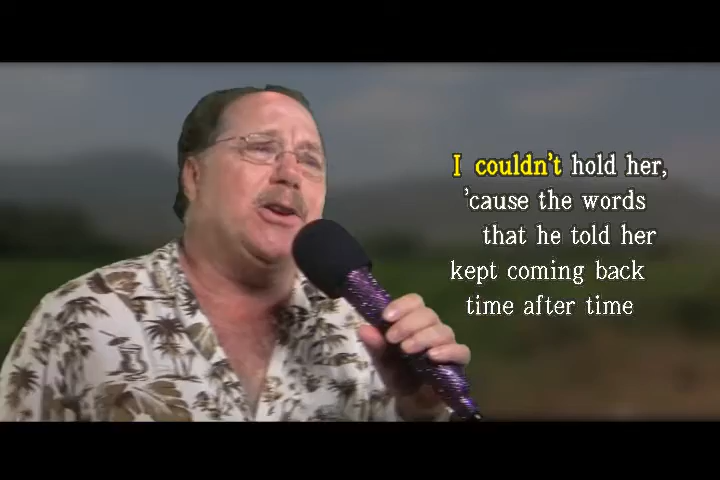 I couldn't hold her,
'cause the words
that he told her
kept coming back
time after time